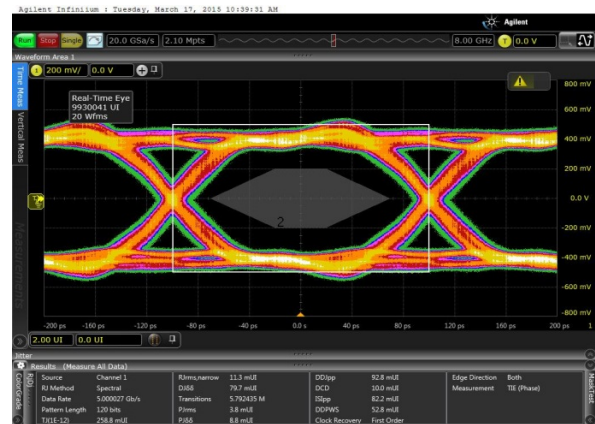 Agilent Infiniium : Tuesday, March 17, 2015 10:39:31 AM
Agilent
Run Stop Single 20.0 GSa/s 2.10 Mpts 8.00 GHz T 0.0 V
Waveform Area 1
1 200 mV/ 0.0 V
Time Meas
Vertical Meas
Measurements
Real-Time Eye
9930041 UI
20 Wfms
800 mV
600 mV
400 mV
200 mV
0.0 V
-200 mV
-400 mV
-600 mV
-800 mV
2
-200 ps -160 ps -120 ps -80 ps -40 ps 0.0 s 40 ps 80 ps 120 ps 160 ps 200 ps 1
2.00 UI 0.0 UI
Jitter
Results (Measure All Data)
ColorGrade
RjDj
MaskTest
Source Channel 1 RJrms,narrow 11.3 mUI DDJpp 92.8 mUI Edge Direction Both
RJ Method Spectral DJδδ 79.7 mUI DCD 10.0 mUI Measurement TIE (Phase)
Data Rate 5.000027 Gb/s Transitions 5.792435 M ISIpp 82.2 mUI
Pattern Length 120 bits PJrms 3.8 mUI DDPWS 52.8 mUI
TJ(1E-12) 258.8 mUI PJδδ 8.8 mUI Clock Recovery First Order